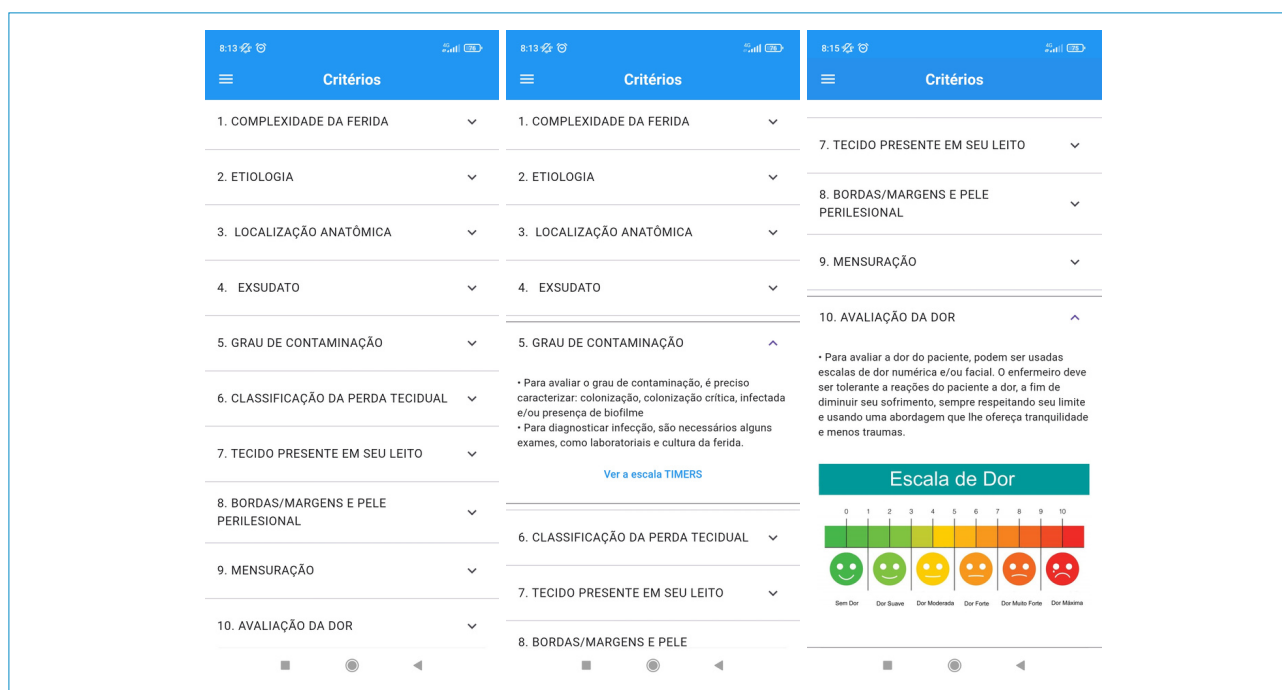 8:13
4G
76
Critérios
1. COMPLEXIDADE DA FERIDA
2. ETIOLOGIA
3. LOCALIZAÇÃO ANATÔMICA
4. EXSUDATO
5. GRAU DE CONTAMINAÇÃO
6. CLASSIFICAÇÃO DA PERDA TECIDUAL
7. TECIDO PRESENTE EM SEU LEITO
8. BORDAS/MARGENS E PELE
PERILESIONAL
9. MENSURAÇÃO
10. AVALIAÇÃO DA DOR
8:13
4G
76
Critérios
1. COMPLEXIDADE DA FERIDA
2. ETIOLOGIA
3. LOCALIZAÇÃO ANATÔMICA
4. EXSUDATO
5. GRAU DE CONTAMINAÇÃO
• Para avaliar o grau de contaminação, é preciso
caracterizar: colonização, colonização crítica, infectada
e/ou presença de biofilme
• Para diagnosticar infecção, são necessários alguns
exames, como laboratoriais e cultura da ferida.
Ver a escala TIMERS
6. CLASSIFICAÇÃO DA PERDA TECIDUAL
7. TECIDO PRESENTE EM SEU LEITO
8. BORDAS/MARGENS E PELE
8:15
4G
Critérios
7. TECIDO PRESENTE EM SEU LEITO
8. BORDAS/MARGENS E PELE
PERILESIONAL
9. MENSURAÇÃO
10. AVALIAÇÃO DA DOR
• Para avaliar a dor do paciente, podem ser usadas
escalas de dor numérica e/ou facial. O enfermeiro deve
ser tolerante a reações do paciente a dor, a fim de
diminuir seu sofrimento, sempre respeitando seu limite
e usando uma abordagem que lhe ofereça tranquilidade
e menos traumas.
Escala de Dor
0 1 2 3 4 5 6 7 8 9 10
Sem Dor Dor Suave Dor Moderada Dor Forte Dor Muito Forte Dor Máxima